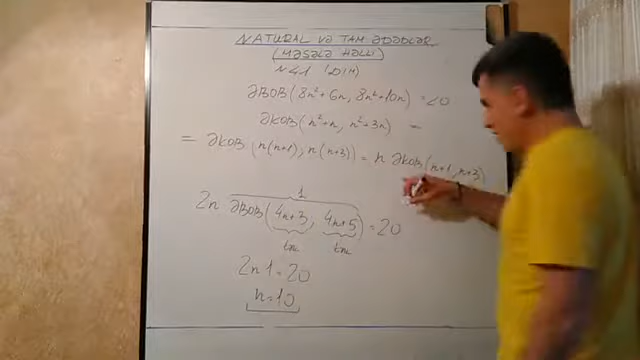 NATURAL və TAM ƏDƏDLƏR
(MƏSƏLƏ HƏLLİ)
№41 (DİM)
ƏBOB(8n²+6n, 8n²+10n) = 20
ƏKOB(n²+n, n²+3n) –
= ƏKOB (n(n+1); n(n+3)) = n ƏKOB(n+1, n+3)
1
2n ƏBOB(4n+3; 4n+5) = 20
tək tək
2n·1=20
n=10